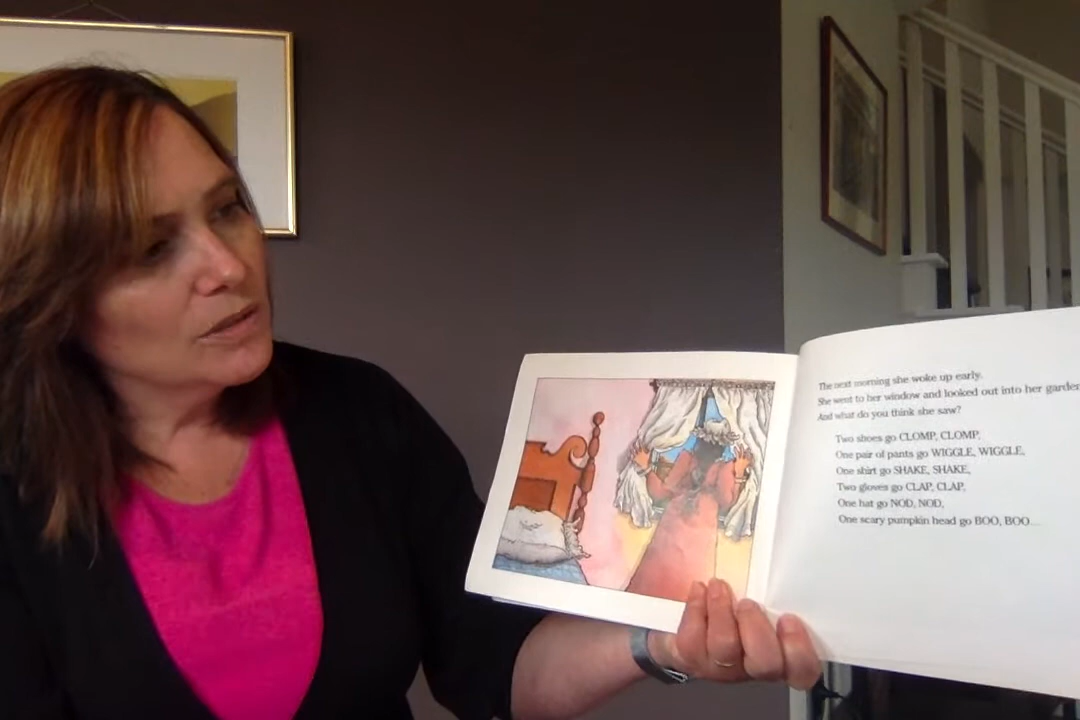 The next morning she woke up early.
She went to her window and looked out into her garden
And what do you think she saw?
Two shoes go CLOMP, CLOMP,
One pair of pants go WIGGLE, WIGGLE,
One shirt go SHAKE, SHAKE,
Two gloves go CLAP, CLAP,
One hat go NOD, NOD,
One scary pumpkin head go BOO, BOO...